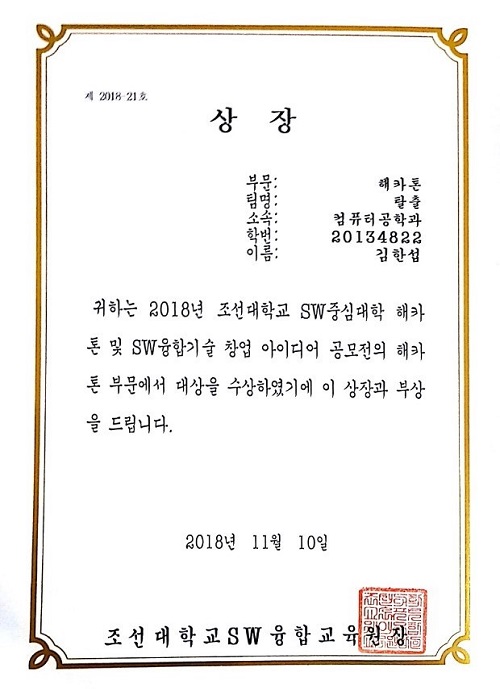 제 2018-21호
상 장
부문: 해카톤
팀명: 탈출
소속: 컴퓨터공학과
학번: 20134822
이름: 김한섭
귀하는 2018년 조선대학교 SW중심대학 해카
톤 및 SW융합기술 창업 아이디어 공모전의 해카
톤 부문에서 대상을 수상하였기에 이 상장과 부상
을 드립니다.
2018년 11월 10일
조선대학교SW융합교육원장